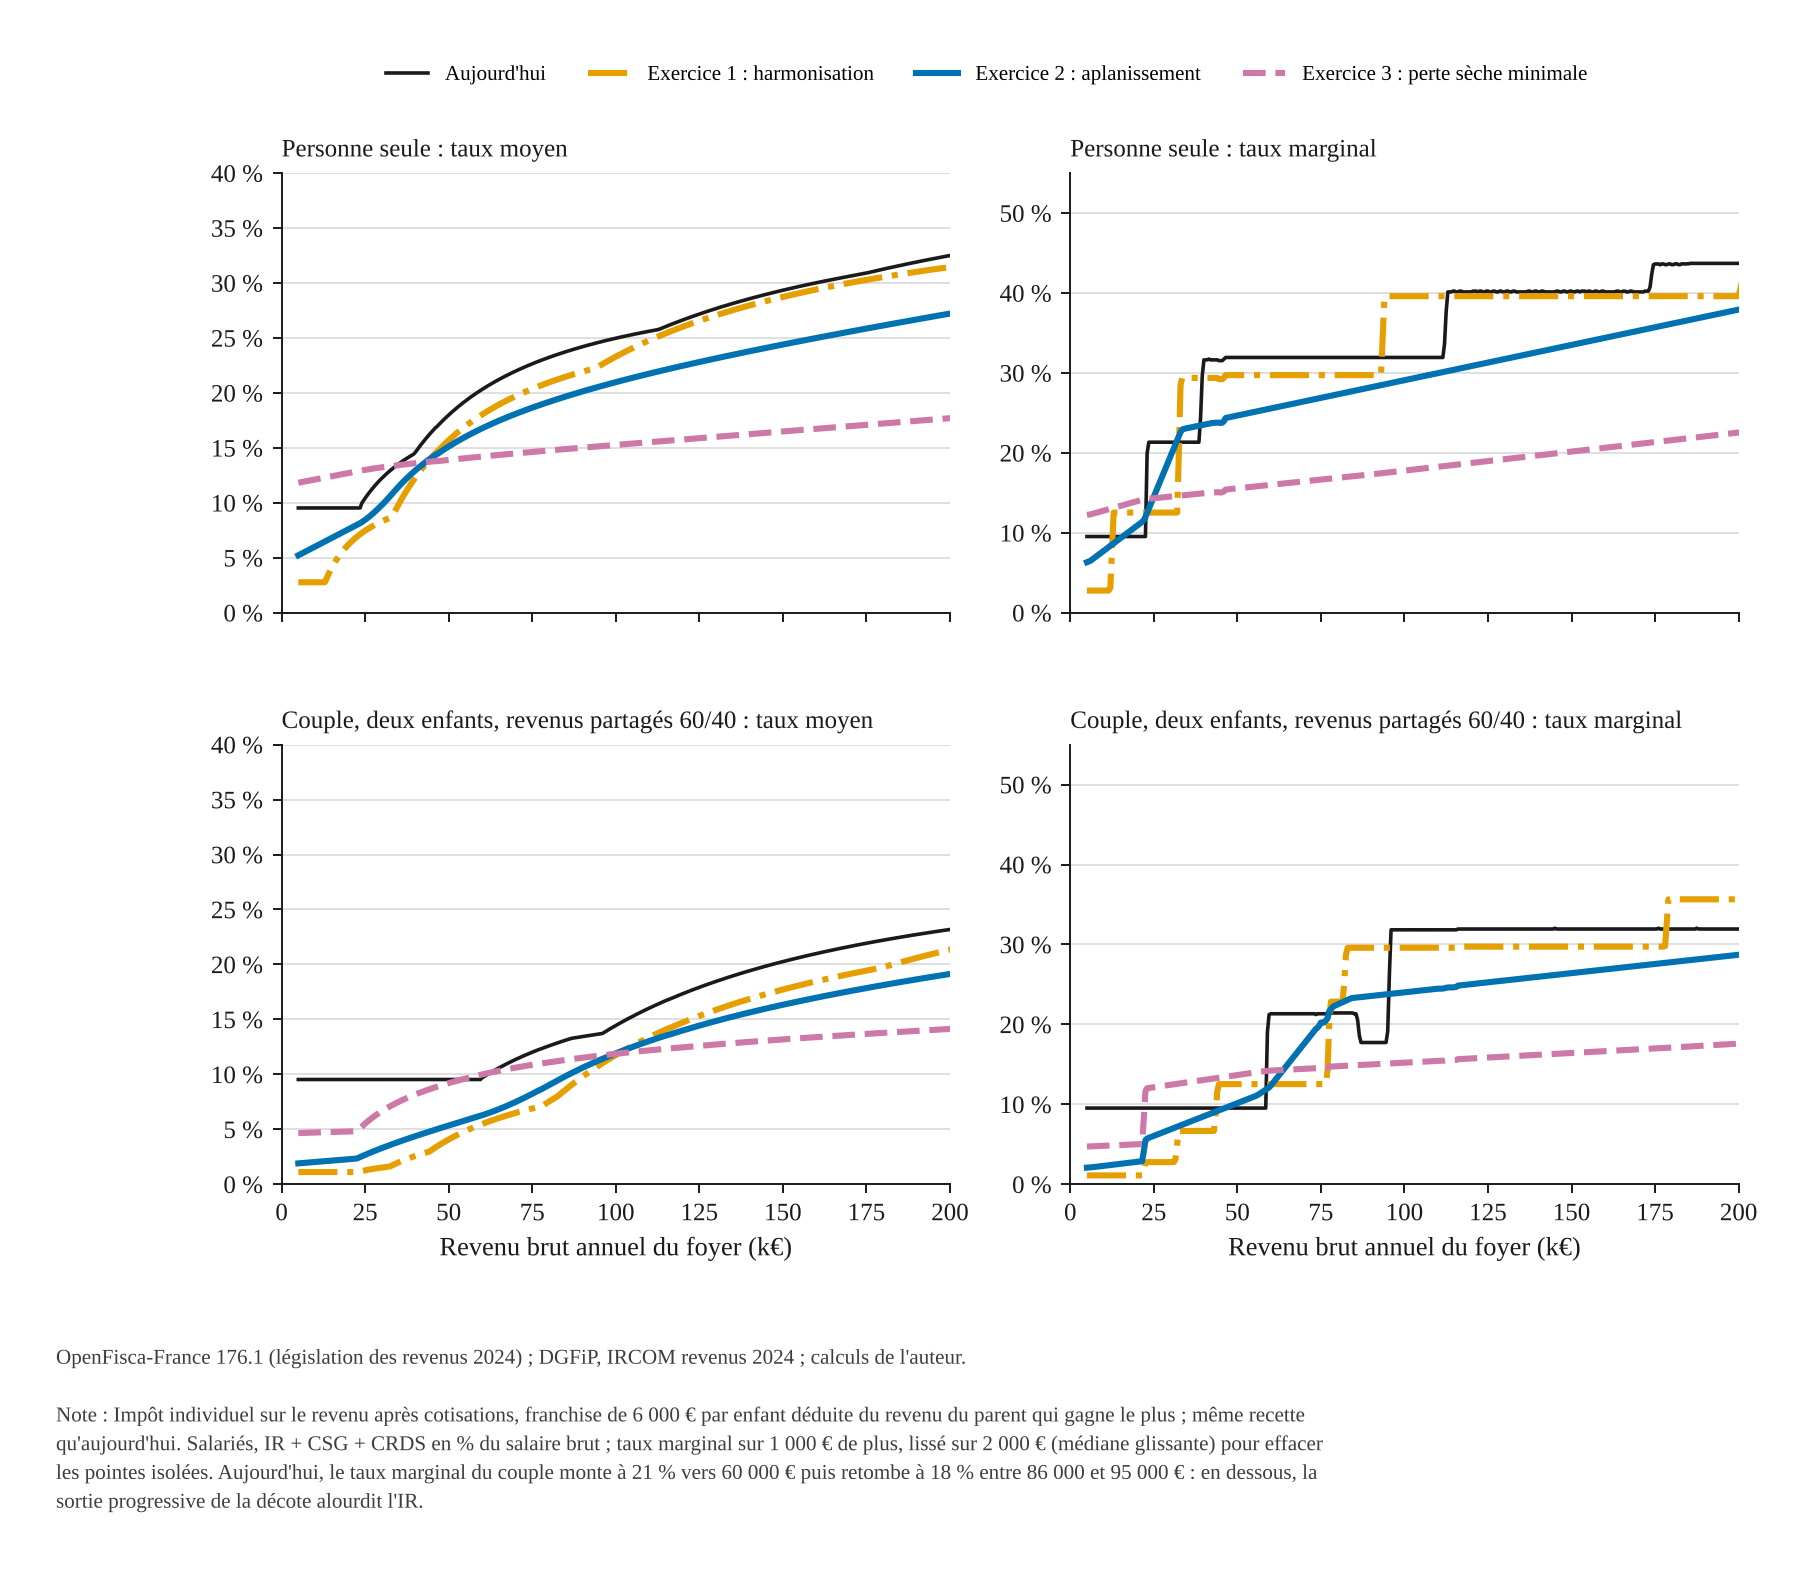 Aujourd'hui
Exercice 1 : harmonisation
Exercice 2 : aplanissement
Exercice 3 : perte sèche minimale
Personne seule : taux moyen
40 %
35 %
30 %
25 %
20 %
15 %
10 %
5 %
0 %
Personne seule : taux marginal
50 %
40 %
30 %
20 %
10 %
0 %
Couple, deux enfants, revenus partagés 60/40 : taux moyen
40 %
35 %
30 %
25 %
20 %
15 %
10 %
5 %
0 %
0 25 50 75 100 125 150 175 200
Revenu brut annuel du foyer (k€)
Couple, deux enfants, revenus partagés 60/40 : taux marginal
50 %
40 %
30 %
20 %
10 %
0 %
0 25 50 75 100 125 150 175 200
Revenu brut annuel du foyer (k€)
OpenFisca-France 176.1 (législation des revenus 2024) ; DGFiP, IRCOM revenus 2024 ; calculs de l'auteur.
Note : Impôt individuel sur le revenu après cotisations, franchise de 6 000 € par enfant déduite du revenu du parent qui gagne le plus ; même recette
qu'aujourd'hui. Salariés, IR + CSG + CRDS en % du salaire brut ; taux marginal sur 1 000 € de plus, lissé sur 2 000 € (médiane glissante) pour effacer
les pointes isolées. Aujourd'hui, le taux marginal du couple monte à 21 % vers 60 000 € puis retombe à 18 % entre 86 000 et 95 000 € : en dessous, la
sortie progressive de la décote alourdit l'IR.